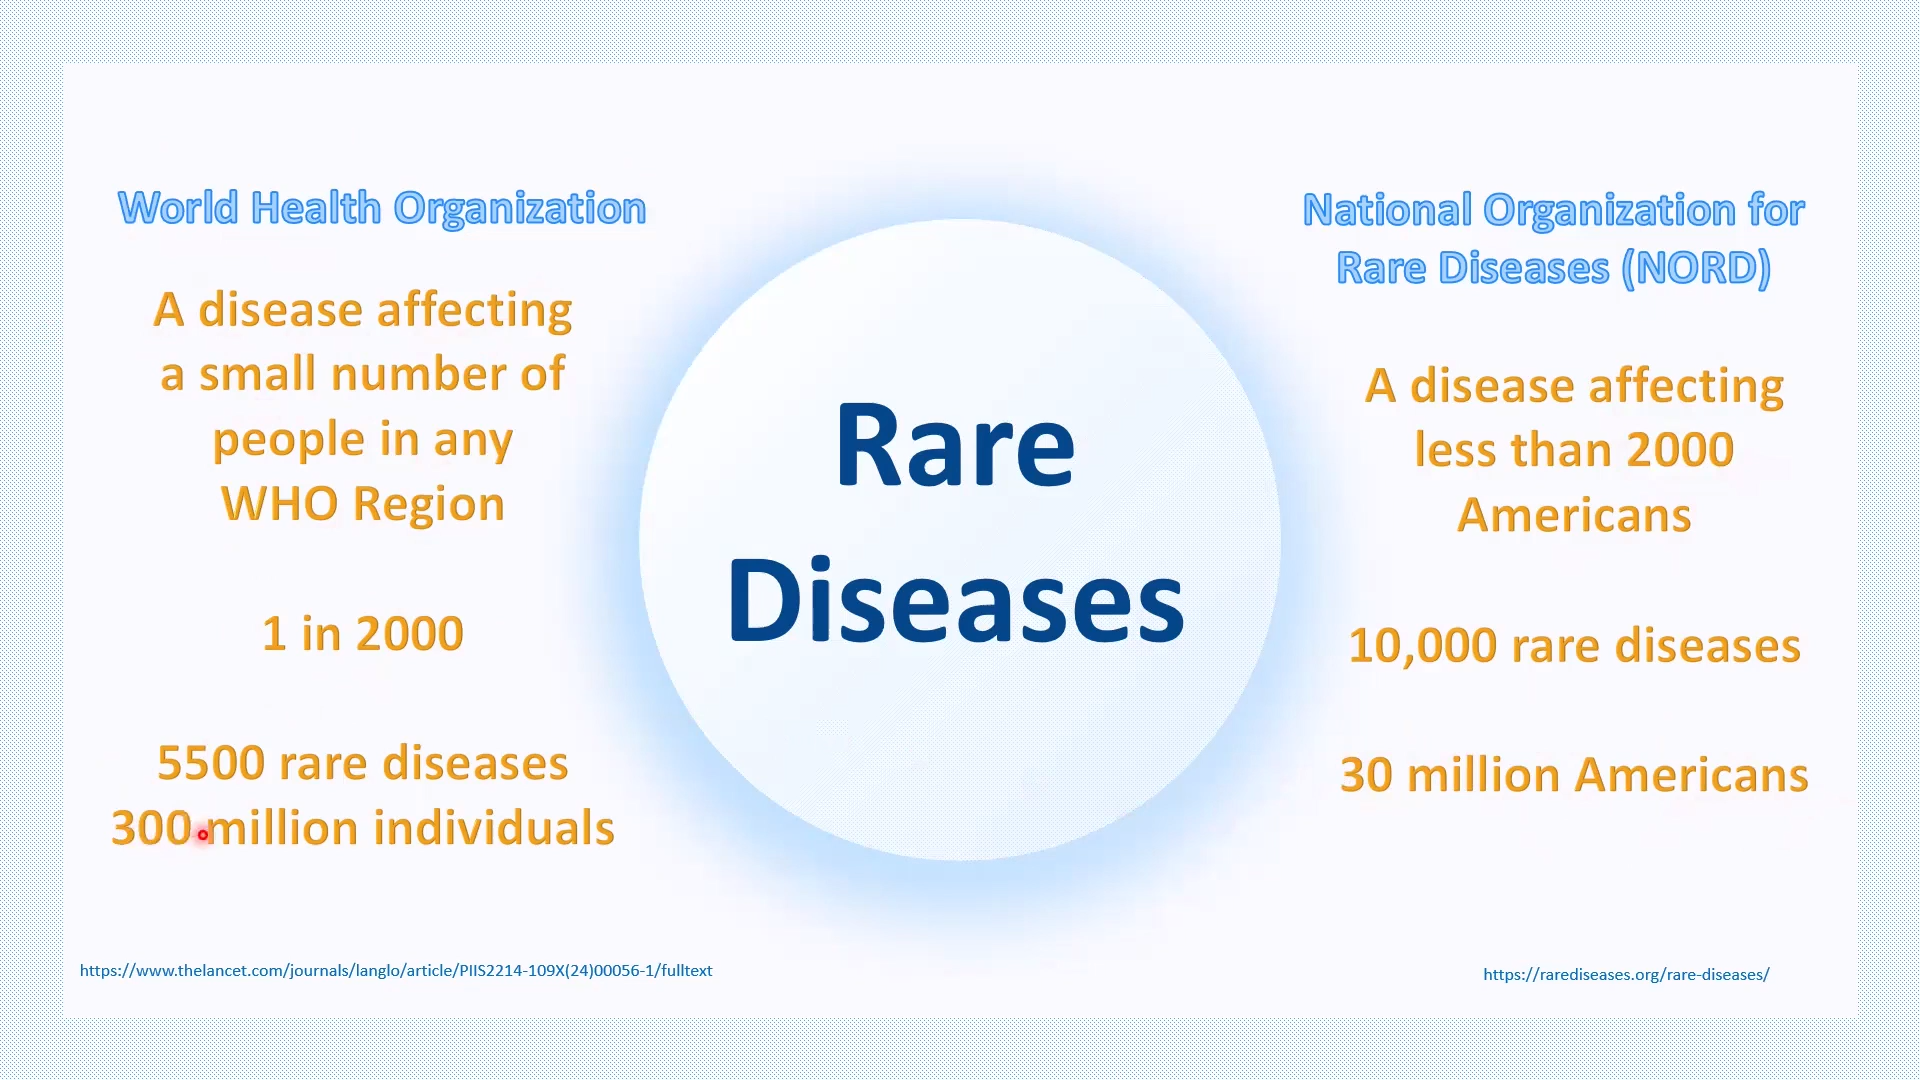 World Health Organization
A disease affecting
a small number of
people in any
WHO Region
1 in 2000
5500 rare diseases
300 million individuals
https://www.thelancet.com/journals/langlo/article/PIIS2214-109X(24)00056-1/fulltext
Rare
Diseases
National Organization for
Rare Diseases (NORD)
A disease affecting
less than 2000
Americans
10,000 rare diseases
30 million Americans
https://rarediseases.org/rare-diseases/